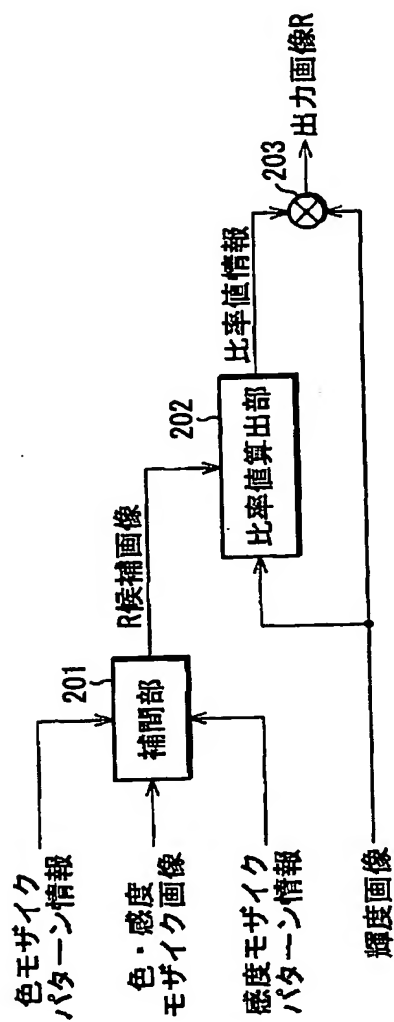 色モザイク
パターン情報
色・感度
モザイク画像
感度モザイク
パターン情報
輝度画像
201
補間部
R候補画像
202
比率値算出部
比率値情報
203
出力画像R